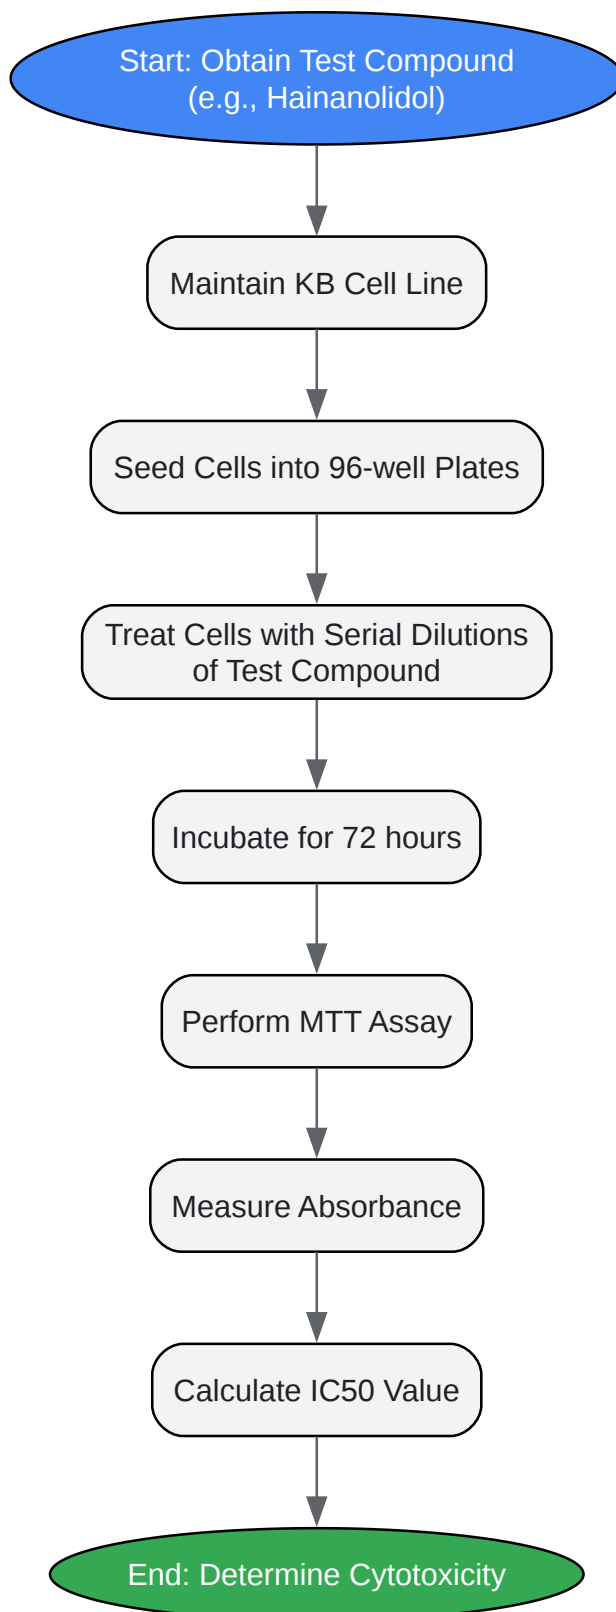 Start: Obtain Test Compound
(e.g., Hainanolidol)
Maintain KB Cell Line
Seed Cells into 96-well Plates
Treat Cells with Serial Dilutions
of Test Compound
Incubate for 72 hours
Perform MTT Assay
Measure Absorbance
Calculate IC50 Value
End: Determine Cytotoxicity